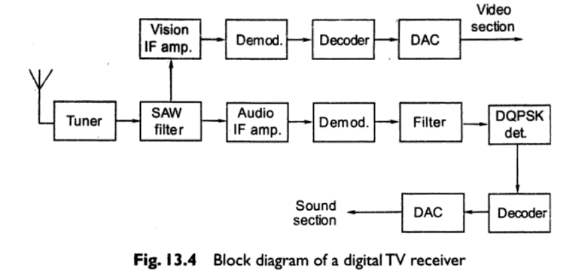 Vision
IF amp.
Demod.
Decoder
DAC
Video
section
Tuner
SAW
filter
Audio
IF amp.
Demod.
Filter
DQPSK
det.
Sound
section
DAC
Decoder
Fig. 13.4 Block diagram of a digital TV receiver